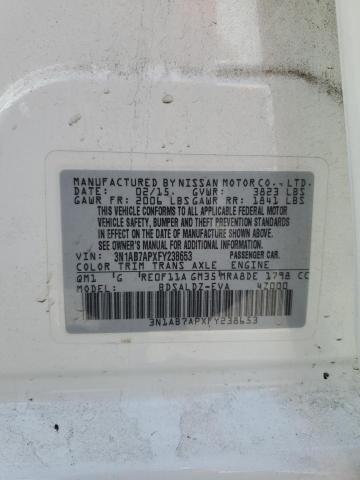 MANUFACTURED BY NISSAN MOTOR CO., LTD.
DATE: 02/15. GVWR: 3823 LBS
GAWR FR: 2006 LBS GAWR RR: 1841 LBS
THIS VEHICLE CONFORMS TO ALL APPLICABLE FEDERAL MOTOR
VEHICLE SAFETY, BUMPER, AND THEFT PREVENTION
STANDARDS IN EFFECT ON THE DATE OF MANUFACTURE SHOWN ABOVE.
SEE OWNER'S MANUAL
VIN: 3N1AB7APXFY238653 PASSENGER CAR.
COLOR TRIM TRANS AXLE ENGINE
QM1 'G 'RE0F11A GM35 MRA8DE 1798 CC
MODEL: BDSALDZ-EVA 47000
3N1AB7APXFY238653